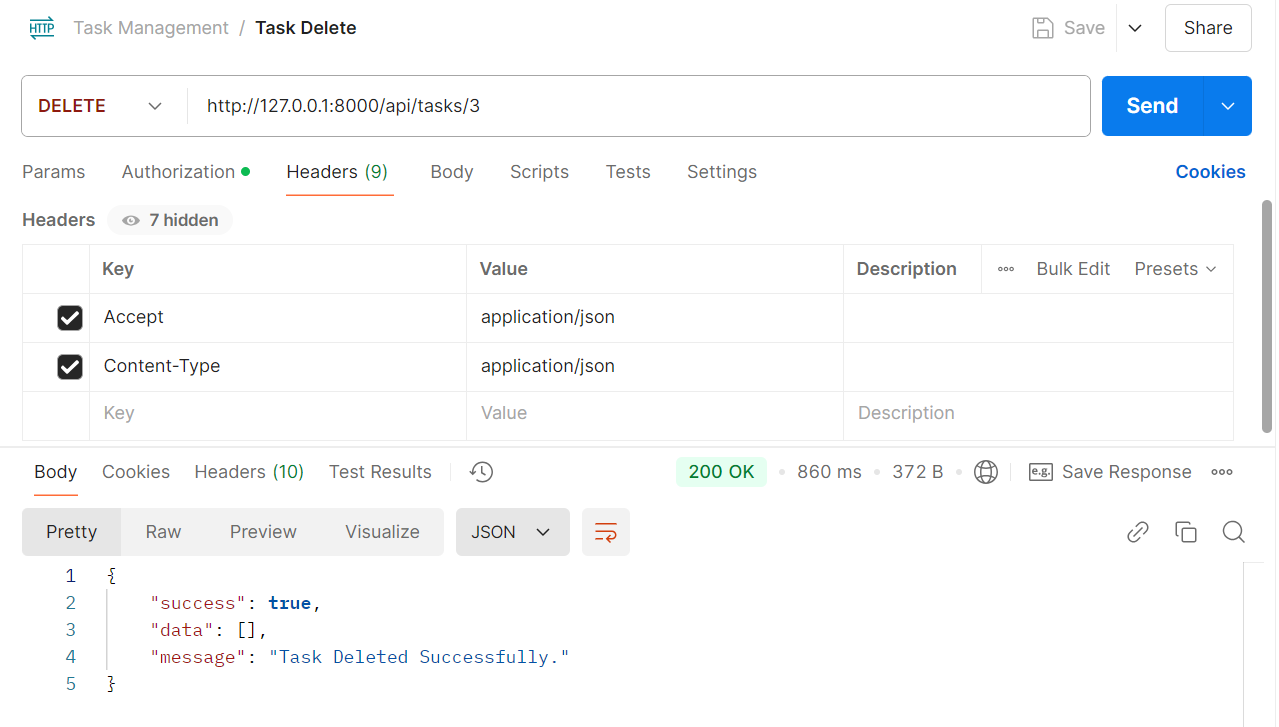 HTTP Task Management / Task Delete Save Share
DELETE http://127.0.0.1:8000/api/tasks/3 Send
Params Authorization Headers (9) Body Scripts Tests Settings Cookies
Headers 7 hidden
Key Value Description Bulk Edit Presets
Accept application/json
Content-Type application/json
Key Value Description
Body Cookies Headers (10) Test Results 200 OK 860 ms 372 B e.g. Save Response
Pretty Raw Preview Visualize JSON
1 {
2 "success": true,
3 "data": [],
4 "message": "Task Deleted Successfully."
5 }